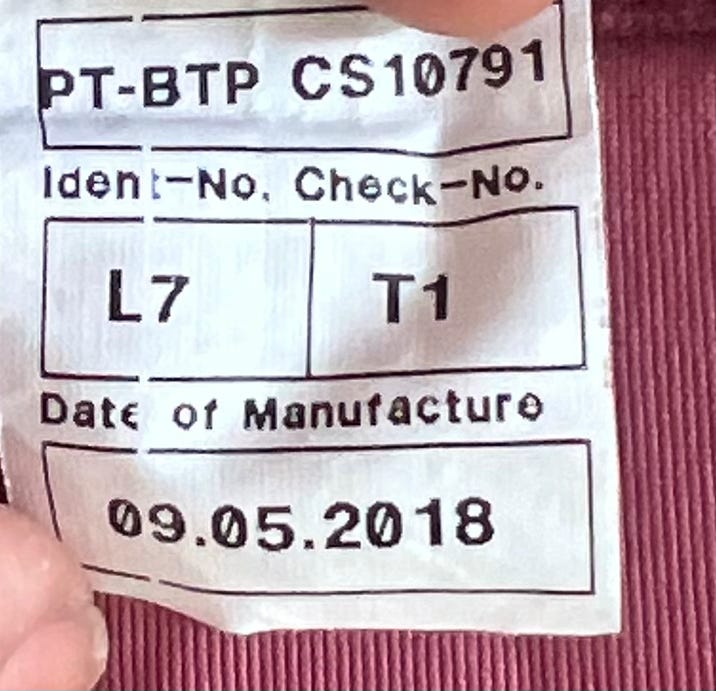 PT-BTP CS10791
Ident-No. Check-No.
L7 T1
Date of Manufacture
09.05.2018